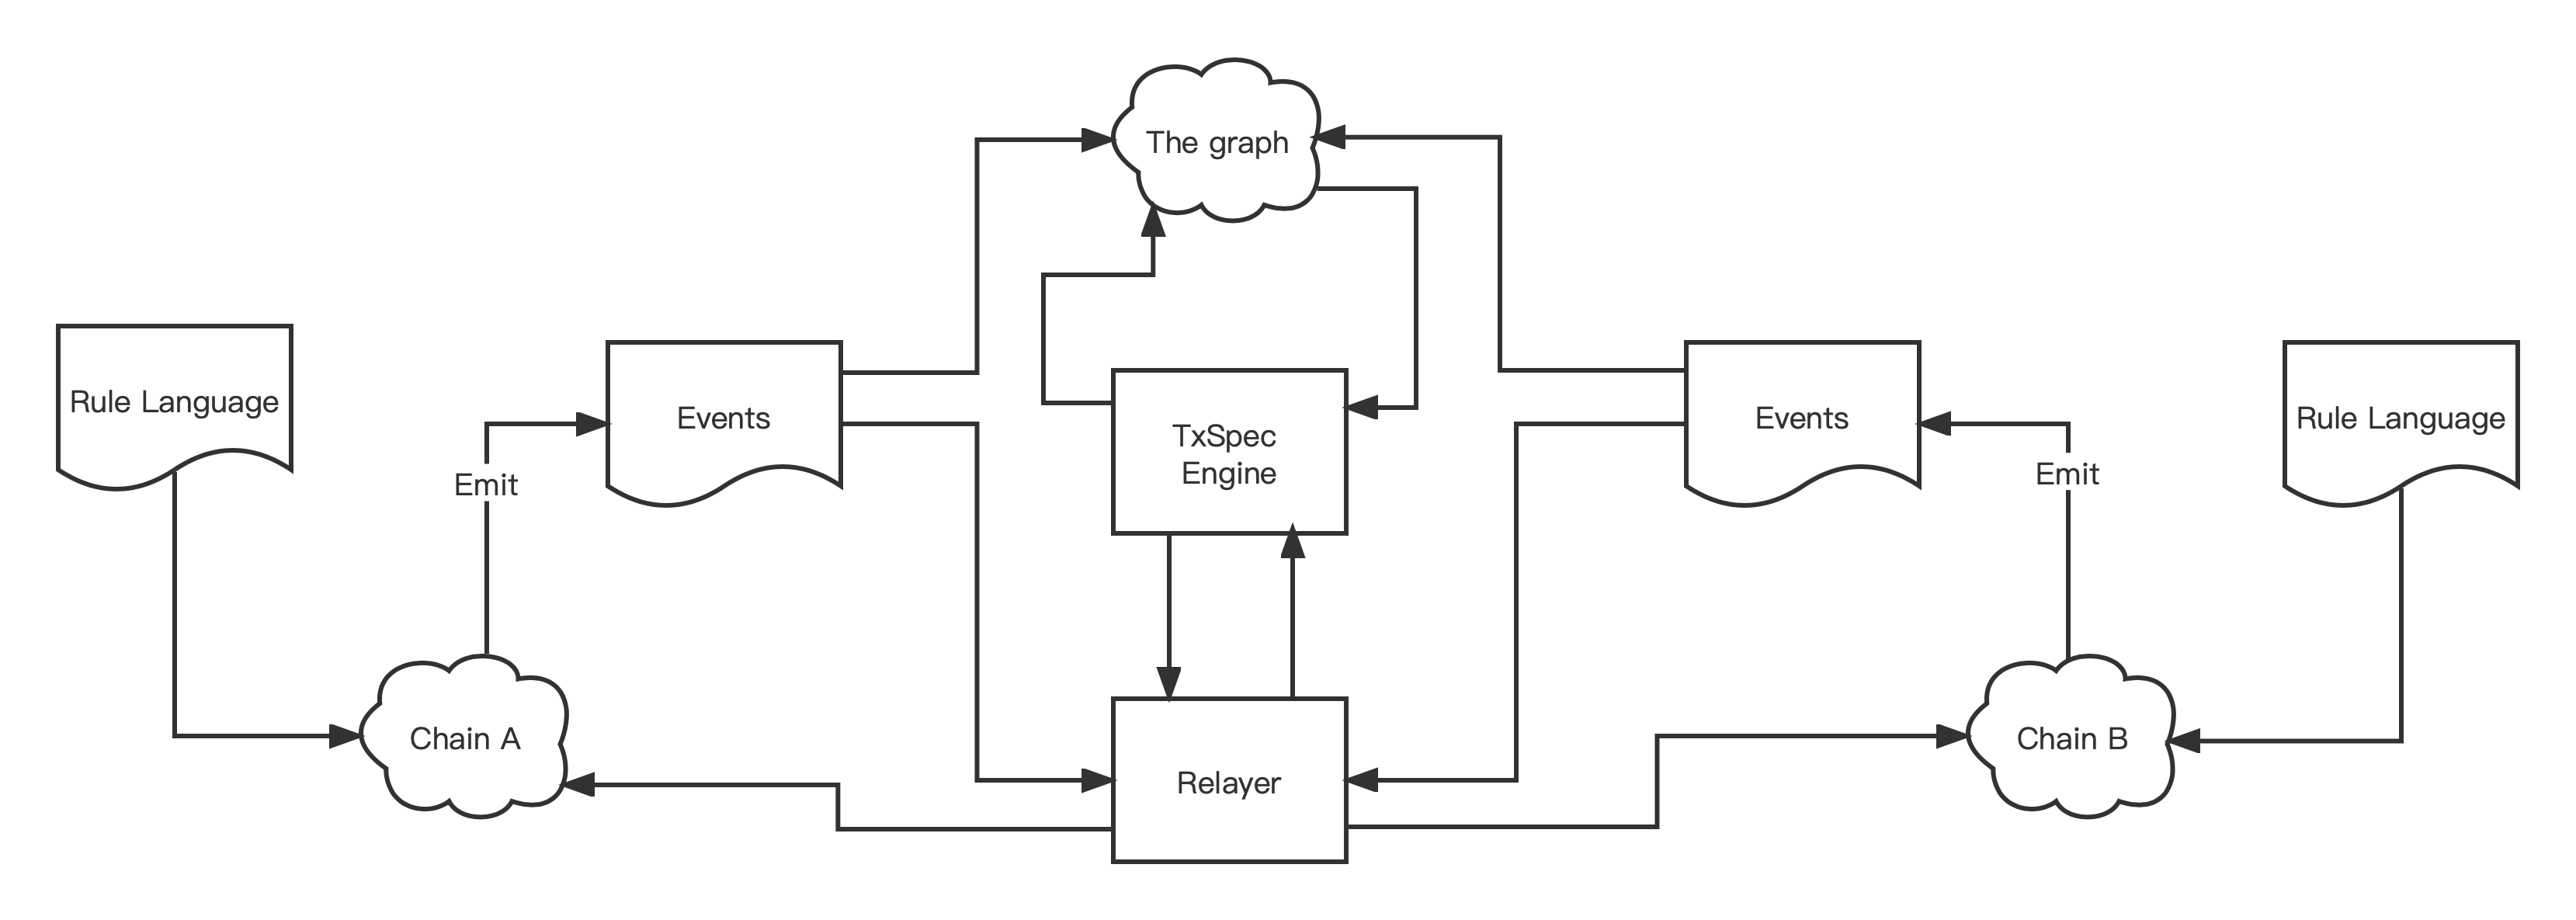 The graph
Rule Language
Events
TxSpec
Engine
Events
Rule Language
Emit
Emit
Chain A
Relayer
Chain B